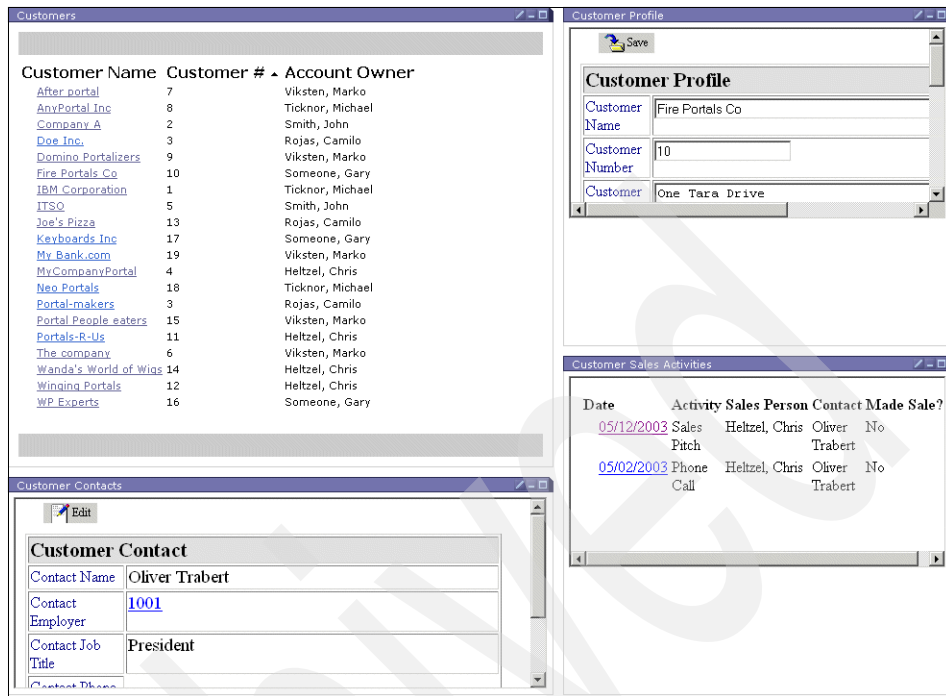 Customers
Customer Name Customer # Account Owner
After portal 7 Viksten, Marko
AnyPortal Inc 8 Ticknor, Michael
Company A 2 Smith, John
Doe Inc. 3 Rojas, Camilo
Domino Portalizers 9 Viksten, Marko
Fire Portals Co 10 Someone, Gary
IBM Corporation 1 Ticknor, Michael
ITSO 5 Smith, John
Joe's Pizza 13 Rojas, Camilo
Keyboards Inc 17 Someone, Gary
My Bank.com 19 Viksten, Marko
MyCompanyPortal 4 Heltzel, Chris
Neo Portals 18 Ticknor, Michael
Portal-makers 3 Rojas, Camilo
Portal People eaters 15 Viksten, Marko
Portals-R-Us 11 Heltzel, Chris
The company 6 Viksten, Marko
Wanda's World of Wigs 14 Heltzel, Chris
Winging Portals 12 Heltzel, Chris
WP Experts 16 Someone, Gary
Customer Contacts
Edit
Customer Contact
Contact Name Oliver Trabert
Contact Employer 1001
Contact Job Title President
Contact Phone
Customer Profile
Save
Customer Profile
Customer Name Fire Portals Co
Customer Number 10
Customer One Tara Drive
Customer Sales Activities
Date Activity Sales Person Contact Made Sale?
05/12/2003 Sales Pitch Heltzel, Chris Oliver Trabert No
05/02/2003 Phone Call Heltzel, Chris Oliver Trabert No